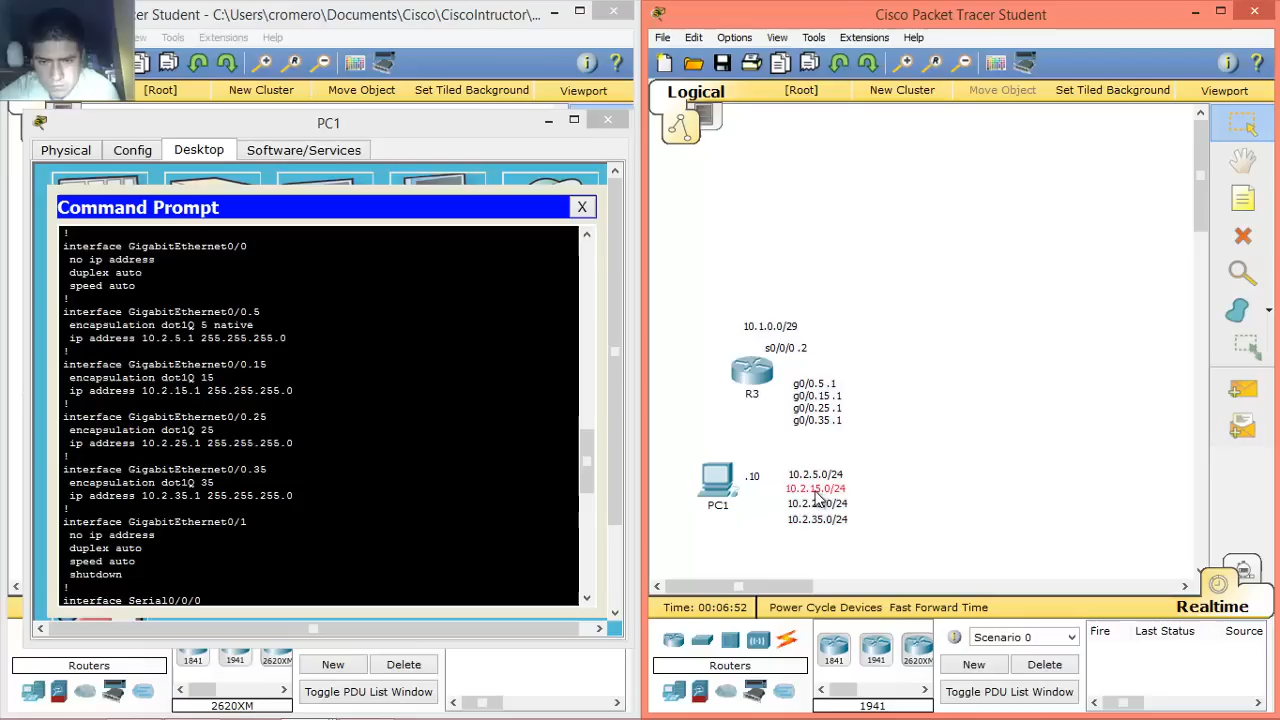 Tracer Student - C:\Users\cromero\Documents\Cisco\CiscoIntructor\...
Tools
Extensions
Help
[Root]
New Cluster
Move Object
Set Tiled Background
Viewport
PC1
Physical
Config
Desktop
Software/Services
Command Prompt
X
!
interface GigabitEthernet0/0
no ip address
duplex auto
speed auto
!
interface GigabitEthernet0/0.5
encapsulation dot1Q 5 native
ip address 10.2.5.1 255.255.255.0
!
interface GigabitEthernet0/0.15
encapsulation dot1Q 15
ip address 10.2.15.1 255.255.255.0
!
interface GigabitEthernet0/0.25
encapsulation dot1Q 25
ip address 10.2.25.1 255.255.255.0
!
interface GigabitEthernet0/0.35
encapsulation dot1Q 35
ip address 10.2.35.1 255.255.255.0
!
interface GigabitEthernet0/1
no ip address
duplex auto
speed auto
shutdown
!
interface Serial0/0/0
Routers
1841
1941
2620XM
2620XM
New
Delete
Toggle PDU List Window
Cisco Packet Tracer Student
File
Edit
Options
View
Tools
Extensions
Help
Logical
[Root]
New Cluster
Move Object
Set Tiled Background
Viewport
10.1.0.0/29
s0/0/0 .2
R3
g0/0.5 .1
g0/0.15 .1
g0/0.25 .1
g0/0.35 .1
.10
PC1
10.2.5.0/24
10.2.15.0/24
10.2.35.0/24
Time: 00:06:52
Power Cycle Devices
Fast Forward Time
Realtime
Routers
1841
1941
2620XM
1941
Scenario 0
New
Delete
Toggle PDU List Window
Fire
Last Status
Source